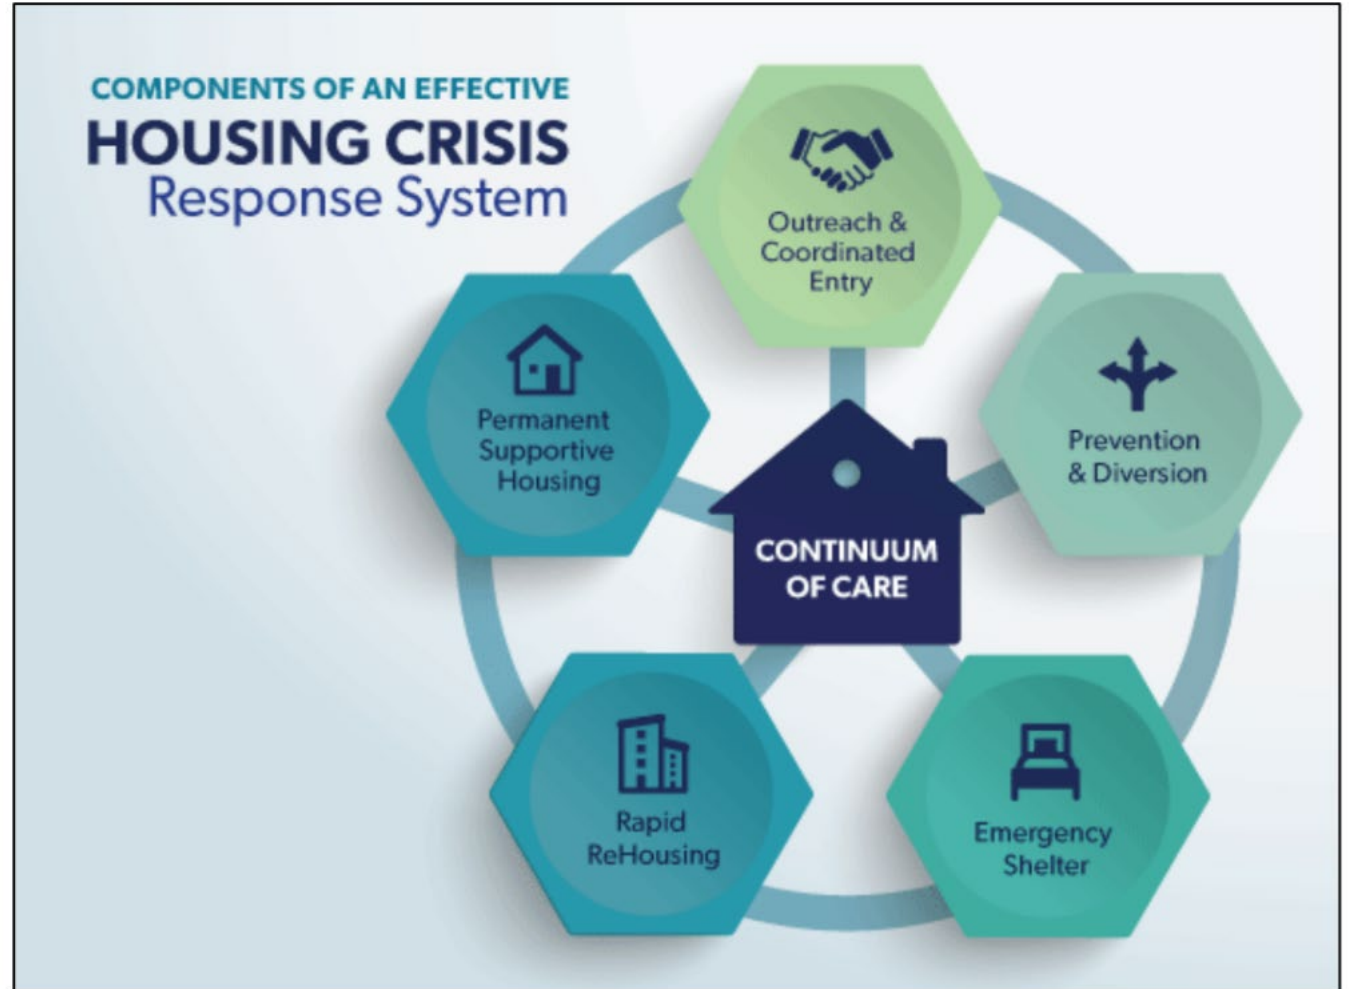 COMPONENTS OF AN EFFECTIVE
HOUSING CRISIS
Response System
Outreach &
Coordinated
Entry
Prevention
& Diversion
Emergency
Shelter
Rapid
ReHousing
Permanent
Supportive
Housing
CONTINUUM
OF CARE